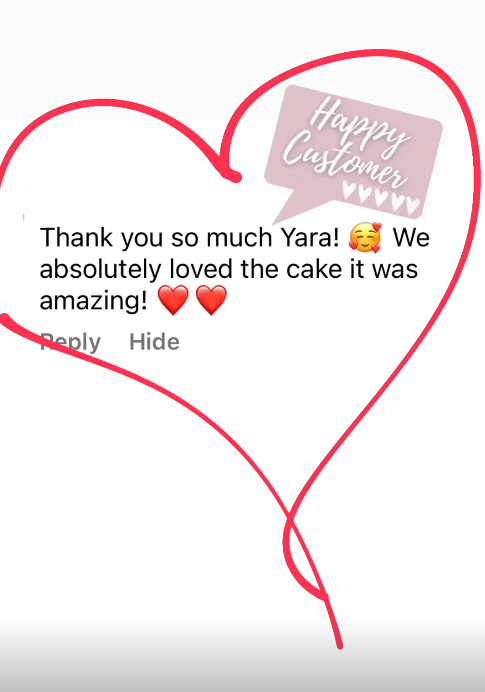 Happy
Customer
Thank you so much Yara! 🥰 We
absolutely loved the cake it was
amazing! ❤️❤️
Reply Hide